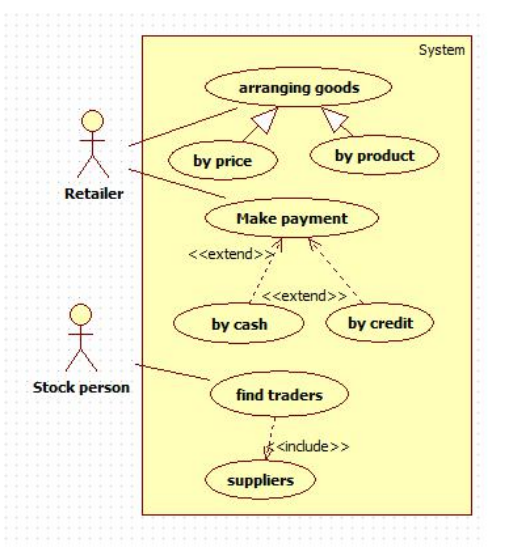 System
arranging goods
by price
by product
Retailer
Make payment
<<extend>>
<<extend>>
by cash
by credit
Stock person
find traders
<<include>>
suppliers